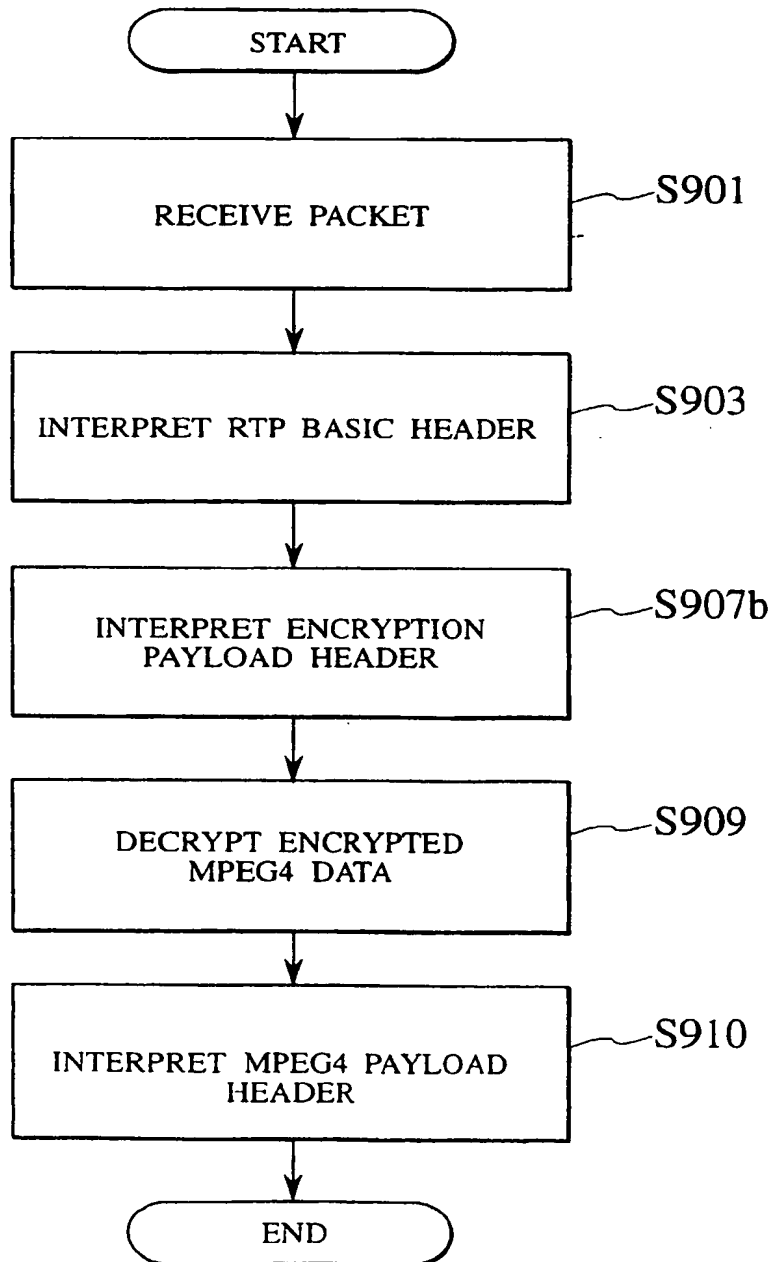 START
RECEIVE PACKET
S901
INTERPRET RTP BASIC HEADER
S903
INTERPRET ENCRYPTION
PAYLOAD HEADER
S907b
DECRYPT ENCRYPTED
MPEG4 DATA
S909
INTERPRET MPEG4 PAYLOAD
HEADER
S910
END